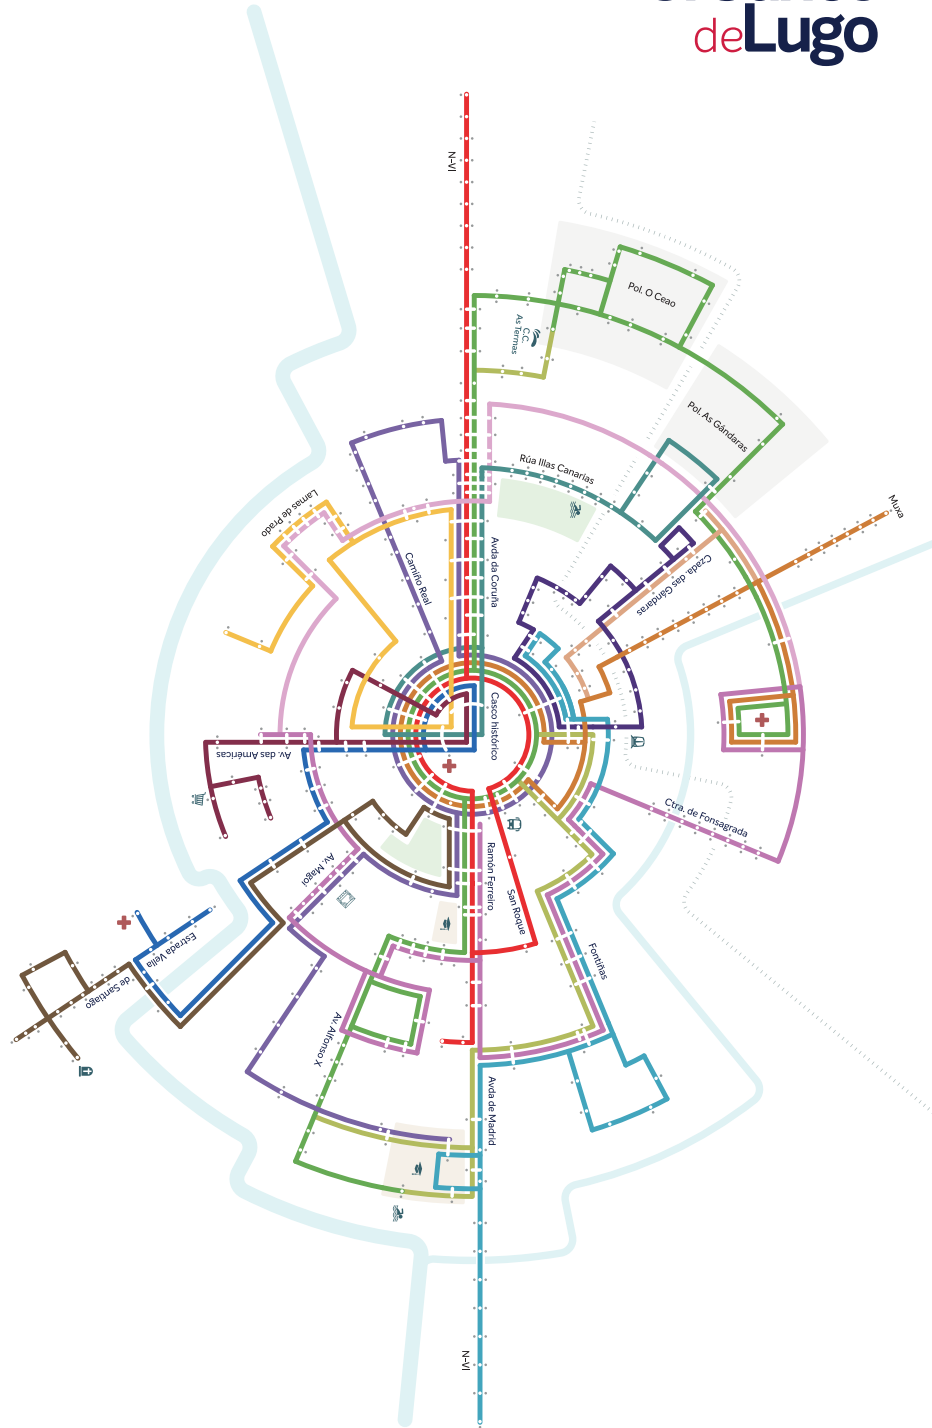 deLugo
N-VI
Pol. O Ceao
C.C.
As Termas
Pol. As Gándaras
Rúa Illas Canarias
Muxa
Lamas de Prado
Camiño Real
Avda da Coruña
Czada. das Gándaras
Casco histórico
Av. das Américas
Ctra. de Fonsagrada
Ramón Ferreiro
Av. Magoi
San Roque
Estrada Vella
de Santiago
Fontiñas
Av. Alfonso X
Avda de Madrid
N-VI